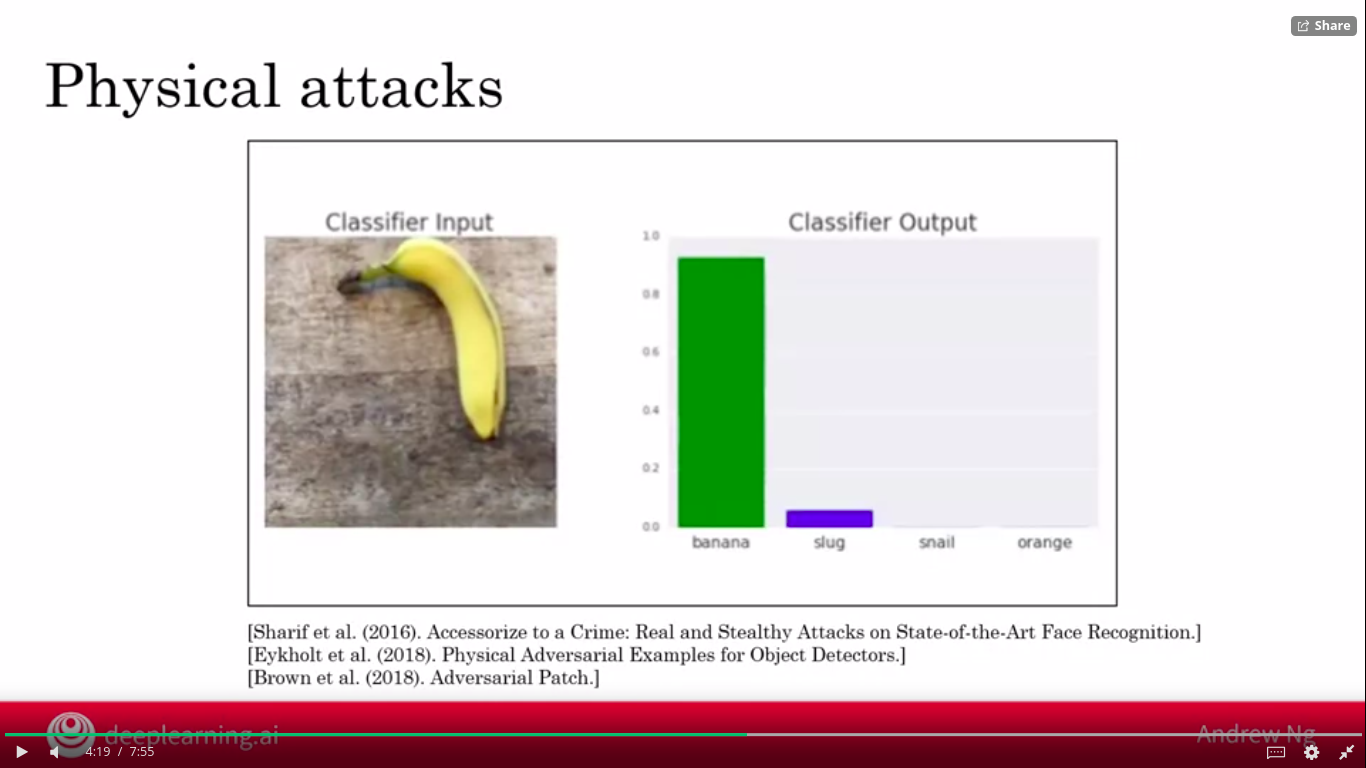 Share
Physical attacks
Classifier Input
Classifier Output
1.0
0.8
0.6
0.4
0.2
0.0
banana slug snail orange
[Sharif et al. (2016). Accessorize to a Crime: Real and Stealthy Attacks on State-of-the-Art Face Recognition.]
[Eykholt et al. (2018). Physical Adversarial Examples for Object Detectors.]
[Brown et al. (2018). Adversarial Patch.]
deeplearning.ai
Andrew Ng
4:19 / 7:55